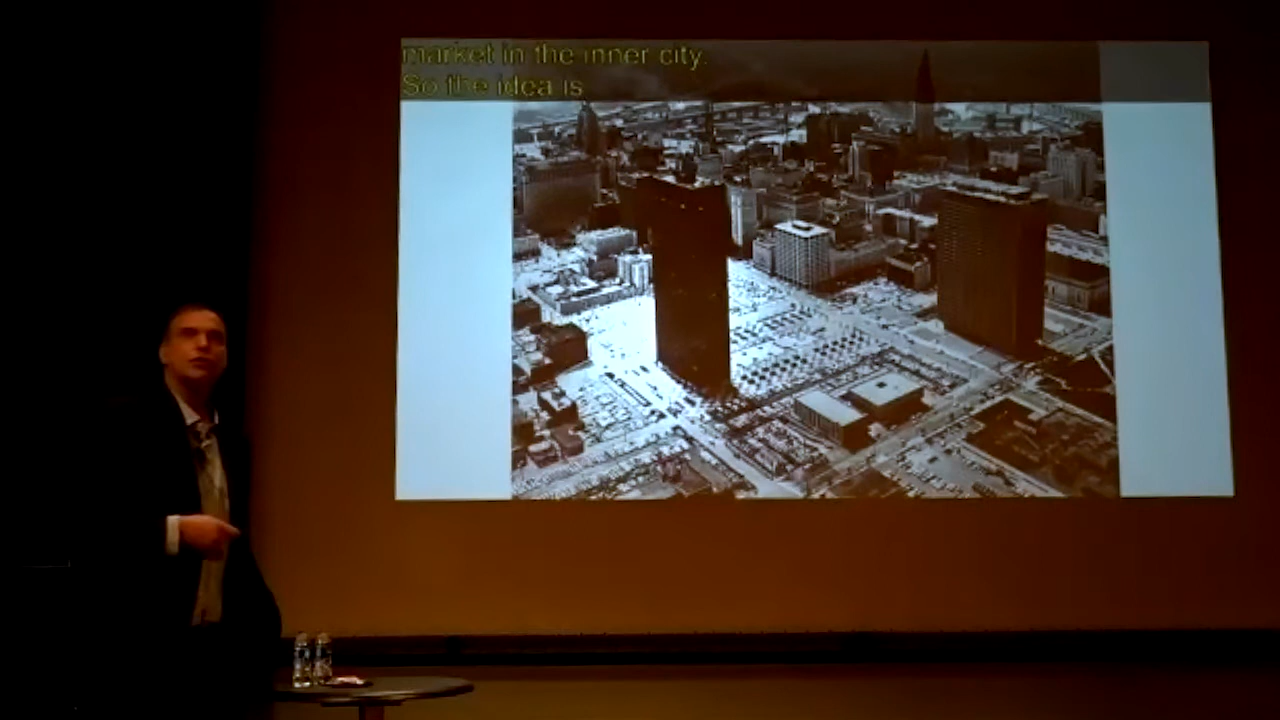 market in the inner city.
So the idea is